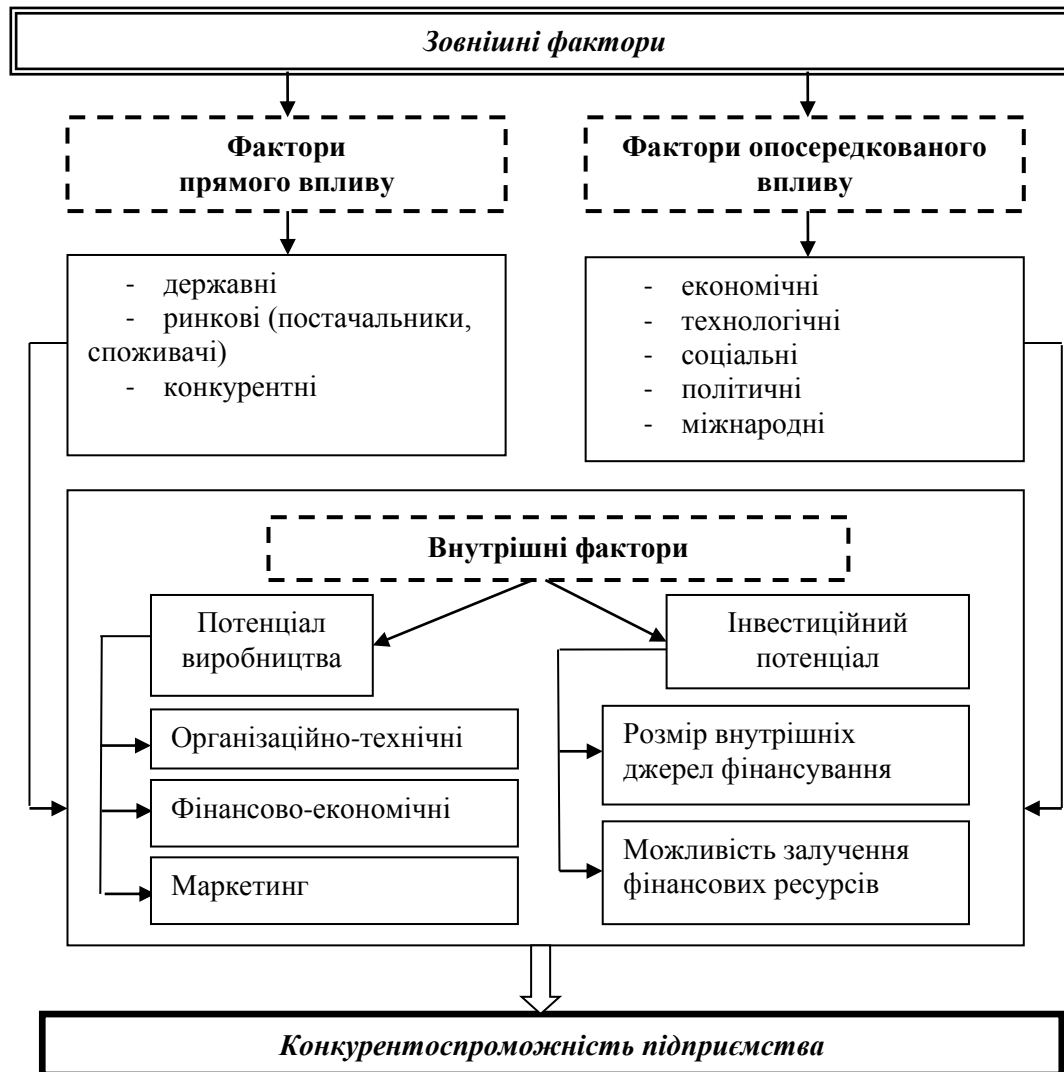 Зовнішні фактори
Фактори
прямого впливу
Фактори опосередкованого
впливу
- державні
- ринкові (постачальники,
споживачі)
- конкурентні
- економічні
- технологічні
- соціальні
- політичні
- міжнародні
Внутрішні фактори
Потенціал
виробництва
Інвестиційний
потенціал
Організаційно-технічні
Фінансово-економічні
Маркетинг
Розмір внутрішніх
джерел фінансування
Можливість залучення
фінансових ресурсів
Конкурентоспроможність підприємства